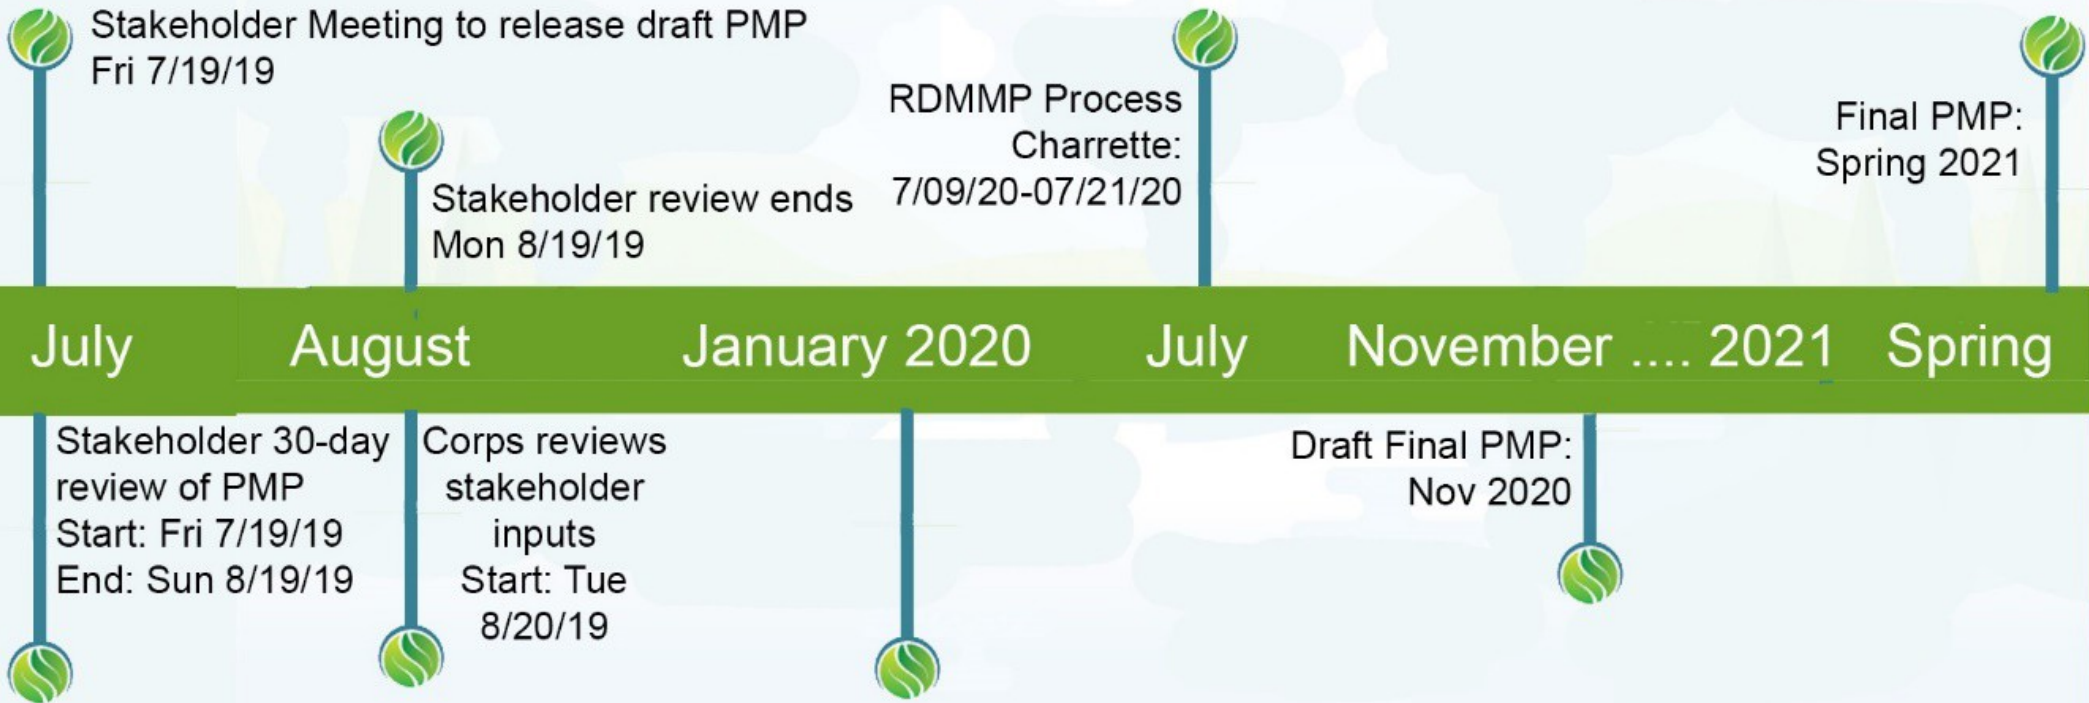 Stakeholder Meeting to release draft PMP
Fri 7/19/19
Stakeholder review ends
Mon 8/19/19
RDMMP Process
Charrette:
7/09/20-07/21/20
Final PMP:
Spring 2021
July August January 2020 July November .... 2021 Spring
Stakeholder 30-day
review of PMP
Start: Fri 7/19/19
End: Sun 8/19/19
Corps reviews
stakeholder
inputs
Start: Tue
8/20/19
Draft Final PMP:
Nov 2020